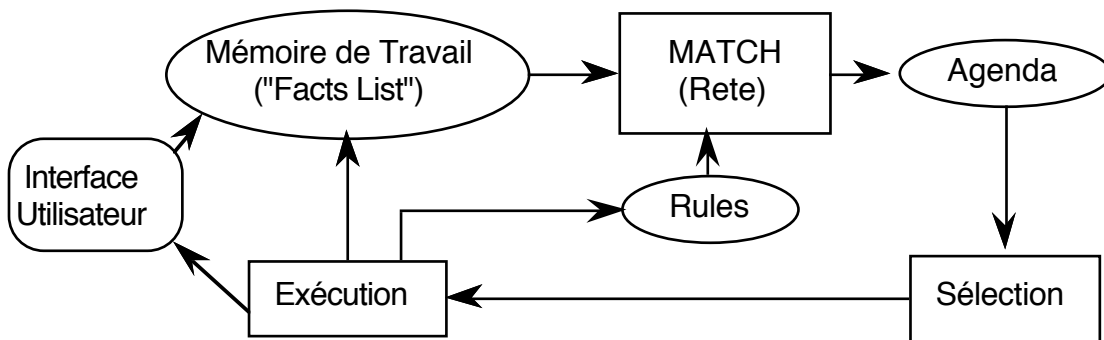 Mémoire de Travail
("Facts List")
MATCH
(Rete)
Agenda
Interface
Utilisateur
Rules
Exécution
Sélection